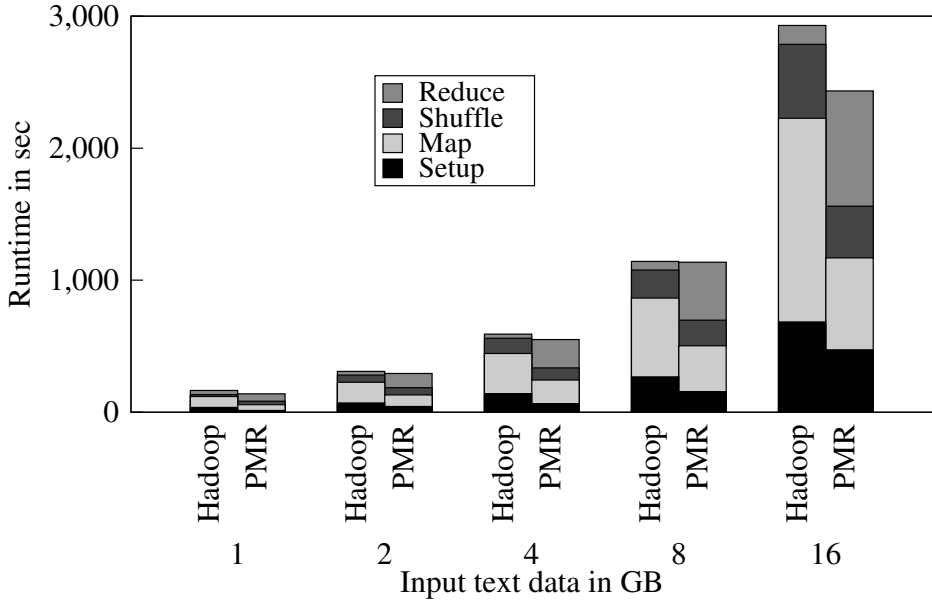 3,000
2,000
1,000
0
Runtime in sec
Reduce
Shuffle
Map
Setup
Hadoop
PMR
Hadoop
PMR
Hadoop
PMR
Hadoop
PMR
Hadoop
PMR
1 2 4 8 16
Input text data in GB